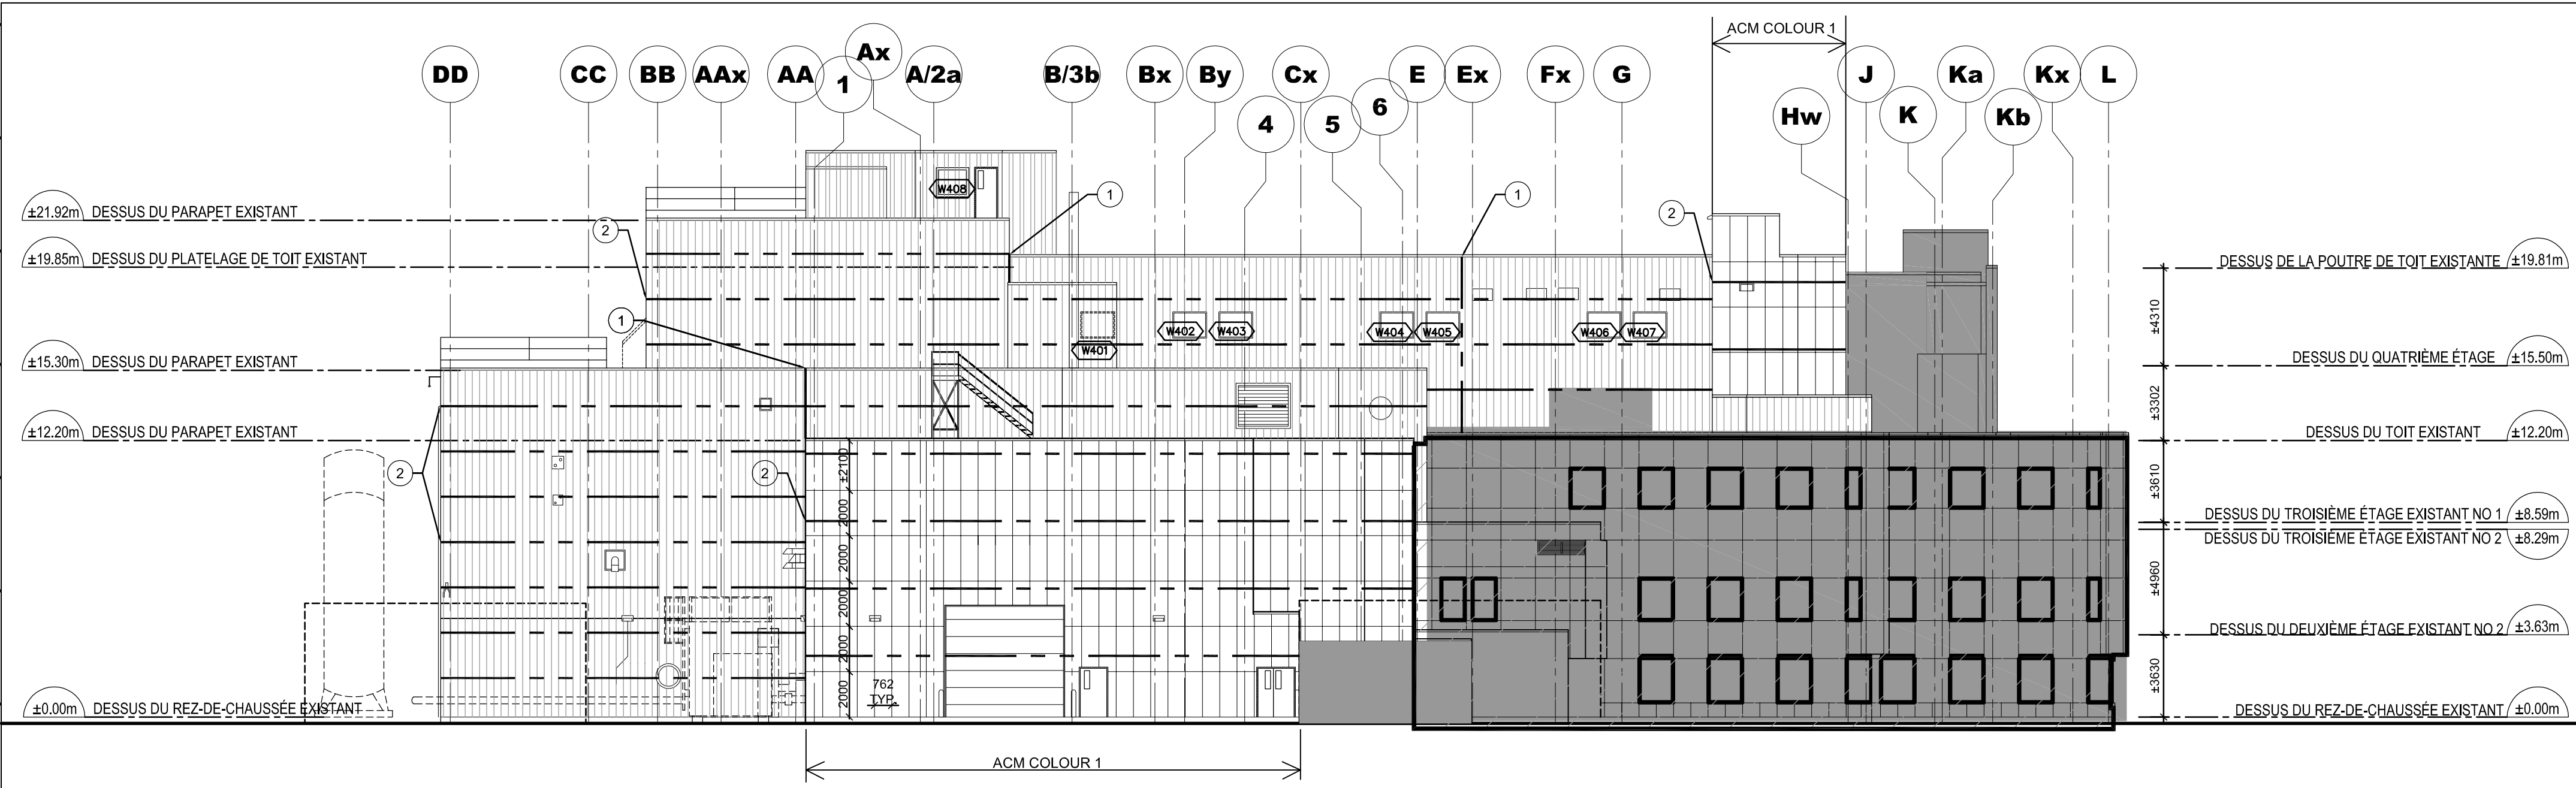 ACM COLOUR 1
DD
CC
BB
AAx
AA
1
Ax
A/2a
B/3b
Bx
By
4
Cx
5
6
E
Ex
Fx
G
Hw
J
K
Ka
Kb
Kx
L
W408
±21.92m DESSUS DU PARAPET EXISTANT
1
1
2
2
±19.85m DESSUS DU PLATELAGE DE TOIT EXISTANT
DESSUS DE LA POUTRE DE TOIT EXISTANTE ±19.81m
±4310
1
W401
W402
W403
W404
W405
W406
W407
±15.30m DESSUS DU PARAPET EXISTANT
DESSUS DU QUATRIÈME ÉTAGE ±15.50m
±3302
±12.20m DESSUS DU PARAPET EXISTANT
DESSUS DU TOIT EXISTANT ±12.20m
2
2
±2100
±3610
2000
DESSUS DU TROISIÈME ÉTAGE EXISTANT NO 1 ±8.59m
DESSUS DU TROISIÈME ÉTAGE EXISTANT NO 2 ±8.29m
2000
±4960
2000
DESSUS DU DEUXIÈME ÉTAGE EXISTANT NO 2 ±3.63m
2000
±3630
2000
762
TYP.
±0.00m DESSUS DU REZ-DE-CHAUSSÉE EXISTANT
DESSUS DU REZ-DE-CHAUSSÉE EXISTANT ±0.00m
ACM COLOUR 1